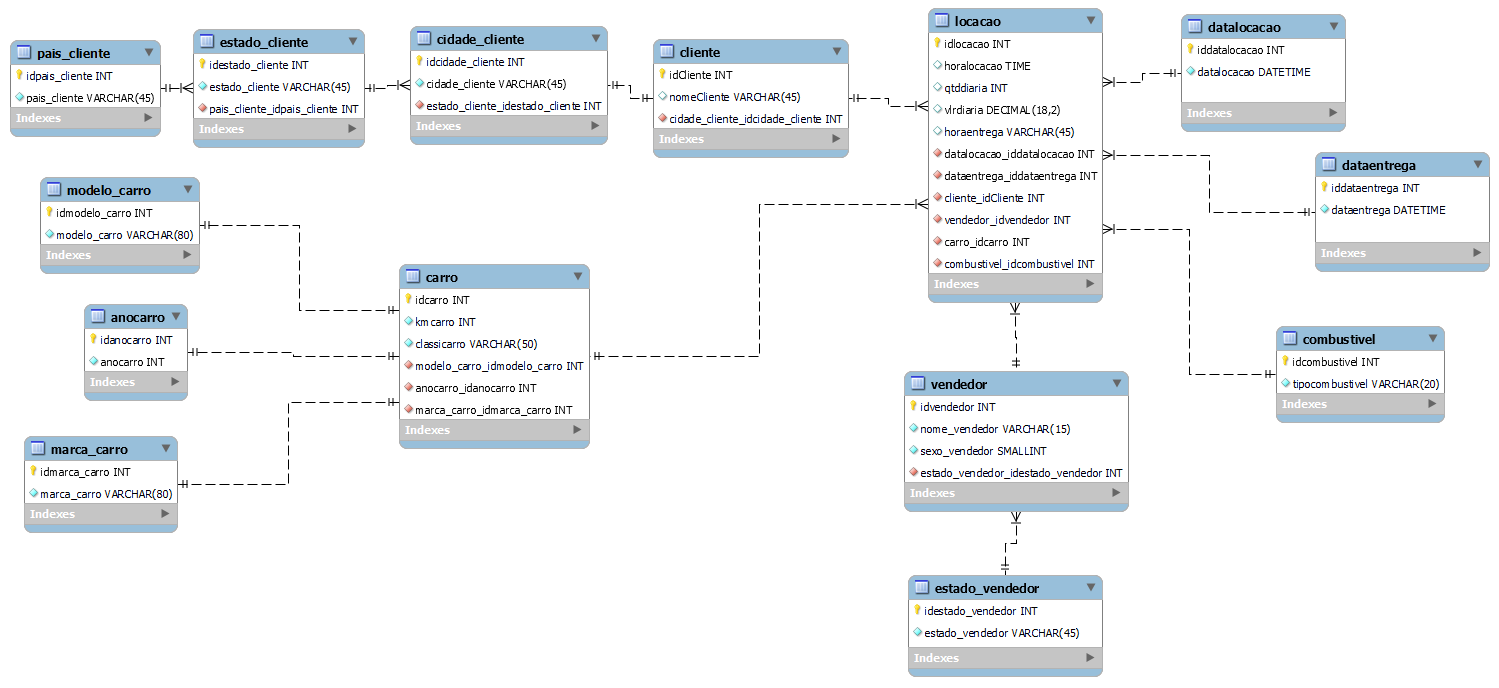 pais_cliente
idpais_cliente INT
pais_cliente VARCHAR(45)
Indexes
estado_cliente
idestado_cliente INT
estado_cliente VARCHAR(45)
pais_cliente_idpais_cliente INT
Indexes
cidade_cliente
idcidade_cliente INT
cidade_cliente VARCHAR(45)
estado_cliente_idestado_cliente INT
Indexes
cliente
idCliente INT
nomeCliente VARCHAR(45)
cidade_cliente_idcidade_cliente INT
Indexes
locacao
idlocacao INT
horalocacao TIME
qtddiaria INT
vlrdiaria DECIMAL(18,2)
horaentrega VARCHAR(45)
datalocacao_iddatalocacao INT
dataentrega_iddataentrega INT
cliente_idCliente INT
vendedor_idvendedor INT
carro_idcarro INT
combustivel_idcombustivel INT
Indexes
datalocacao
iddatalocacao INT
datalocacao DATETIME
Indexes
dataentrega
iddataentrega INT
dataentrega DATETIME
Indexes
modelo_carro
idmodelo_carro INT
modelo_carro VARCHAR(80)
Indexes
anocarro
idanocarro INT
anocarro INT
Indexes
marca_carro
idmarca_carro INT
marca_carro VARCHAR(80)
Indexes
carro
idcarro INT
kmcarro INT
classicarro VARCHAR(50)
modelo_carro_idmodelo_carro INT
anocarro_idanocarro INT
marca_carro_idmarca_carro INT
Indexes
combustivel
idcombustivel INT
tipocombustivel VARCHAR(20)
Indexes
vendedor
idvendedor INT
nome_vendedor VARCHAR(15)
sexo_vendedor SMALLINT
estado_vendedor_idestado_vendedor INT
Indexes
estado_vendedor
idestado_vendedor INT
estado_vendedor VARCHAR(45)
Indexes